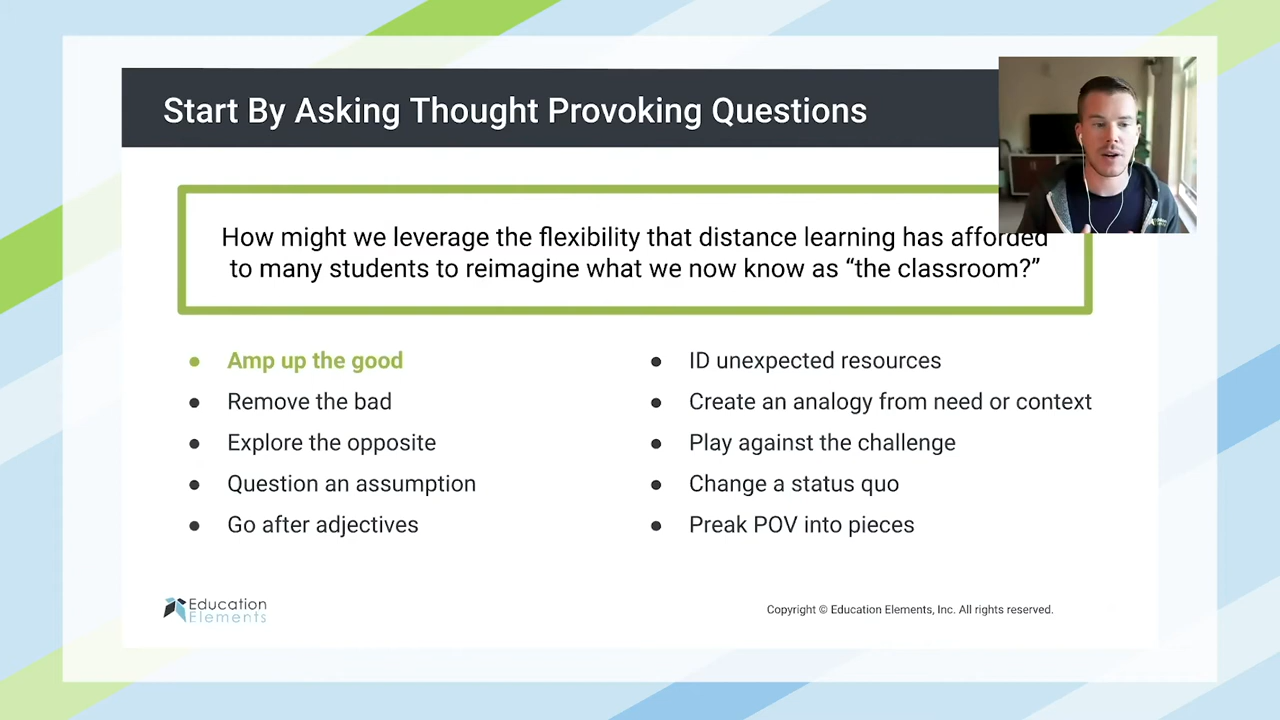 Start By Asking Thought Provoking Questions
How might we leverage the flexibility that distance learning has afforded
to many students to reimagine what we now know as “the classroom?”
Amp up the good
Remove the bad
Explore the opposite
Question an assumption
Go after adjectives
ID unexpected resources
Create an analogy from need or context
Play against the challenge
Change a status quo
Preak POV into pieces
Education
Elements
Copyright © Education Elements, Inc. All rights reserved.